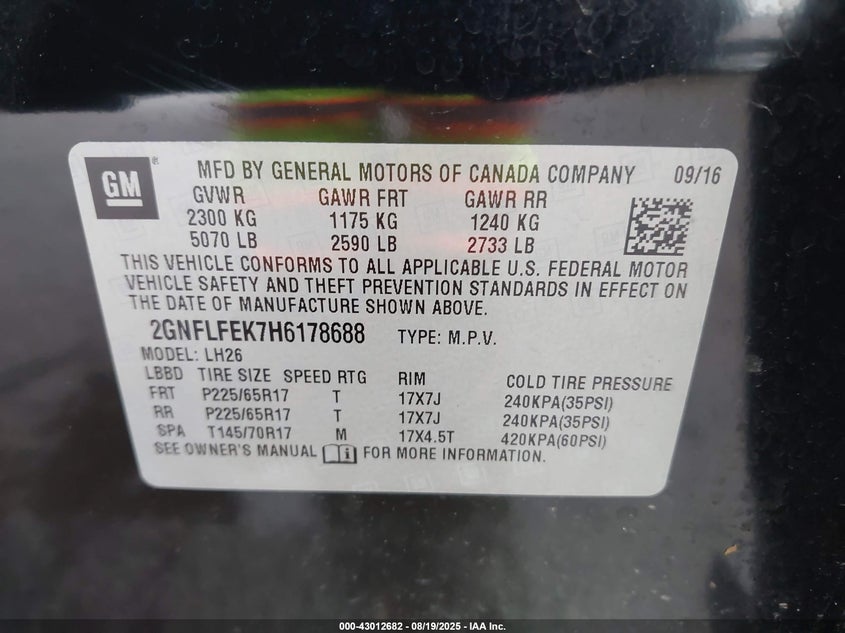 GM ® MFD BY GENERAL MOTORS OF CANADA COMPANY 09/16
GVWR GAWR FRT GAWR RR
2300 KG 1175 KG 1240 KG
5070 LB 2590 LB 2733 LB
THIS VEHICLE CONFORMS TO ALL APPLICABLE U.S. FEDERAL MOTOR
VEHICLE SAFETY AND THEFT PREVENTION STANDARDS IN EFFECT ON
THE DATE OF MANUFACTURE SHOWN ABOVE.
2GNFLFEK7H6178688 TYPE: M.P.V.
MODEL: LH26
LBBD TIRE SIZE SPEED RTG RIM COLD TIRE PRESSURE
FRT P225/65R17 T 17X7J 240KPA(35PSI)
RR P225/65R17 T 17X7J 240KPA(35PSI)
SPA T145/70R17 M 17X4.5T 420KPA(60PSI)
SEE OWNER'S MANUAL FOR MORE INFORMATION.
000-43012682 - 08/19/2025 - IAA Inc.